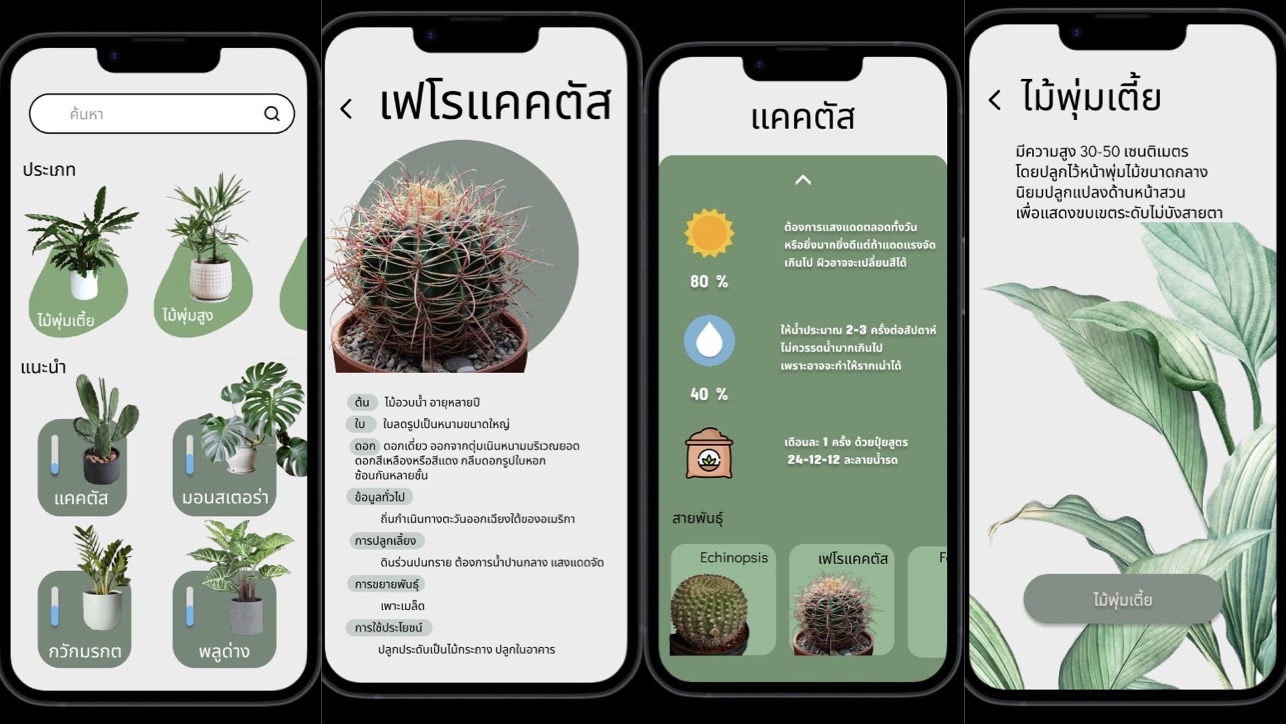 ค้นหา
ประเภท
ไม้พุ่มเตี้ย
ไม้พุ่มสูง
แนะนำ
แคคตัส
มอนสเตอร่า
กวักมรกต
พลูด่าง
เฟโรแคคตัส
ต้น ไม้อวบน้ำ อายุหลายปี
ใบ ใบลดรูปเป็นหนามขนาดใหญ่
ดอก ดอกเดี่ยว ออกจากตุ่มเนินหนามบริเวณยอด
ดอกสีเหลืองหรือสีแดง กลีบดอกรูปใบหอก
ซ้อนกันหลายชั้น
ข้อมูลทั่วไป
ถิ่นกำเนินทางตะวันออกเฉียงใต้ของอเมริกา
การปลูกเลี้ยง
ดินร่วนปนทราย ต้องการน้ำปานกลาง แสงแดดจัด
การขยายพันธุ์
เพาะเมล็ด
การใช้ประโยชน์
ปลูกประดับเป็นไม้กระถาง ปลูกในอาคาร
แคคตัส
ต้องการแสงแดดตลอดทั้งวัน
หรือยิ่งมากยิ่งดีแต่ถ้าแดดแรงจัด
เกินไป ผิวอาจจะเปลี่ยนสีได้
80 %
ให้น้ำประมาณ 2-3 ครั้งต่อสัปดาห์
ไม่ควรรดน้ำมากเกินไป
เพราะอาจจะทำให้รากเน่าได้
40 %
เดือนละ 1 ครั้ง ด้วยปุ๋ยสูตร
24-12-12 ละลายน้ำรด
สายพันธุ์
Echinopsis
เฟโรแคคตัส
ไม้พุ่มเตี้ย
มีความสูง 30-50 เซนติเมตร
โดยปลูกไว้หน้าพุ่มไม้ขนาดกลาง
นิยมปลูกแปลงด้านหน้าสวน
เพื่อแสดงขบเขตระดับไม่บังสายตา
ไม้พุ่มเตี้ย